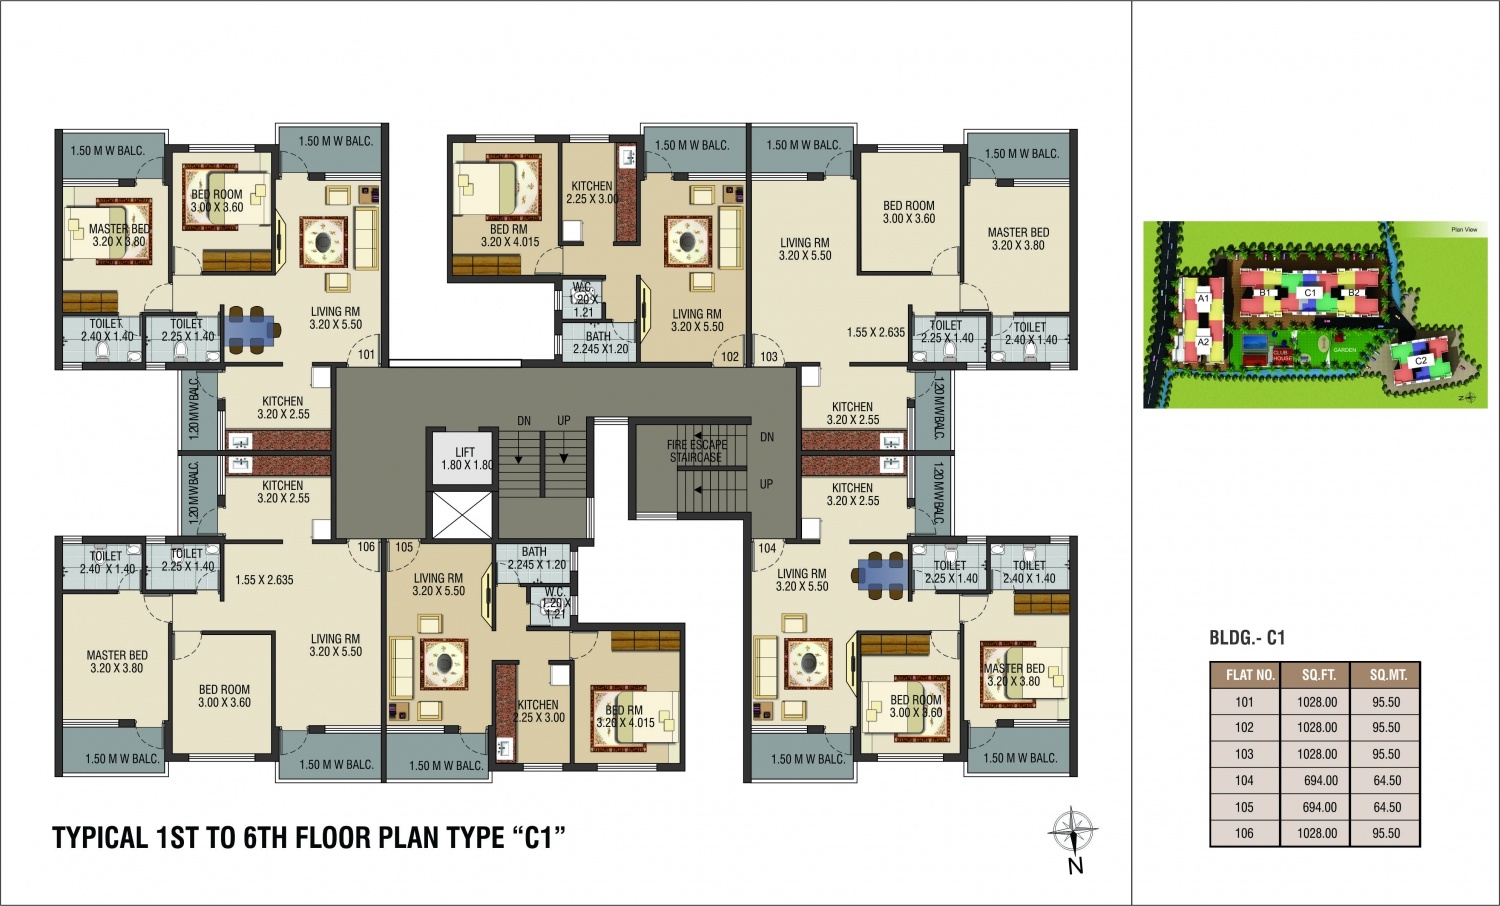 1.50 M W BALC.
1.50 M W BALC.
BED ROOM
3.00 X 3.60
MASTER BED
3.20 X 3.80
TOILET
2.40 X 1.40
TOILET
2.25 X 1.40
LIVING RM
3.20 X 5.50
101
KITCHEN
3.20 X 2.55
1.20 M W BALC.
1.50 M W BALC.
BED RM
3.20 X 4.015
KITCHEN
2.25 X 3.00
W.C.
1.20 X
1.21
BATH
2.245 X1.20
LIVING RM
3.20 X 5.50
102
1.50 M W BALC.
1.50 M W BALC.
LIVING RM
3.20 X 5.50
BED ROOM
3.00 X 3.60
MASTER BED
3.20 X 3.80
1.55 X 2.635
TOILET
2.25 X 1.40
TOILET
2.40 X 1.40
103
KITCHEN
3.20 X 2.55
1.20 M W BALC.
DN
UP
LIFT
1.80 X 1.80
FIRE ESCAPE
STAIRCASE
DN
UP
1.20 M W BALC.
KITCHEN
3.20 X 2.55
TOILET
2.40 X 1.40
TOILET
2.25 X 1.40
1.55 X 2.635
106
MASTER BED
3.20 X 3.80
BED ROOM
3.00 X 3.60
LIVING RM
3.20 X 5.50
1.50 M W BALC.
1.50 M W BALC.
105
LIVING RM
3.20 X 5.50
BATH
2.245 X 1.20
W.C.
1.20 X
1.21
KITCHEN
2.25 X 3.00
BED RM
3.20 X 4.015
1.50 M W BALC.
KITCHEN
3.20 X 2.55
1.20 M W BALC.
104
LIVING RM
3.20 X 5.50
TOILET
2.25 X 1.40
TOILET
2.40 X 1.40
MASTER BED
3.20 X 3.80
BED ROOM
3.00 X 3.60
1.50 M W BALC.
1.50 M W BALC.
TYPICAL 1ST TO 6TH FLOOR PLAN TYPE “C1”
N
Plan View
A1
B1
C1
B2
A2
CLUB
HOUSE
GARDEN
C2
N
BLDG.- C1
FLAT NO. SQ.FT. SQ.MT.
101 1028.00 95.50
102 1028.00 95.50
103 1028.00 95.50
104 694.00 64.50
105 694.00 64.50
106 1028.00 95.50